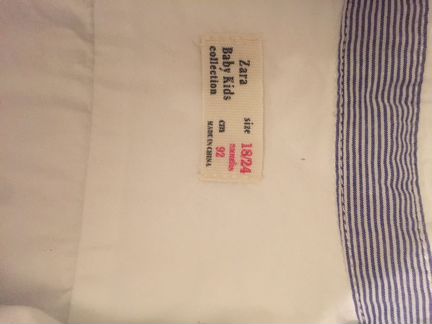 Zara
Baby Kids
collection
size 18/24
months
cm 92
MADE IN CHINA